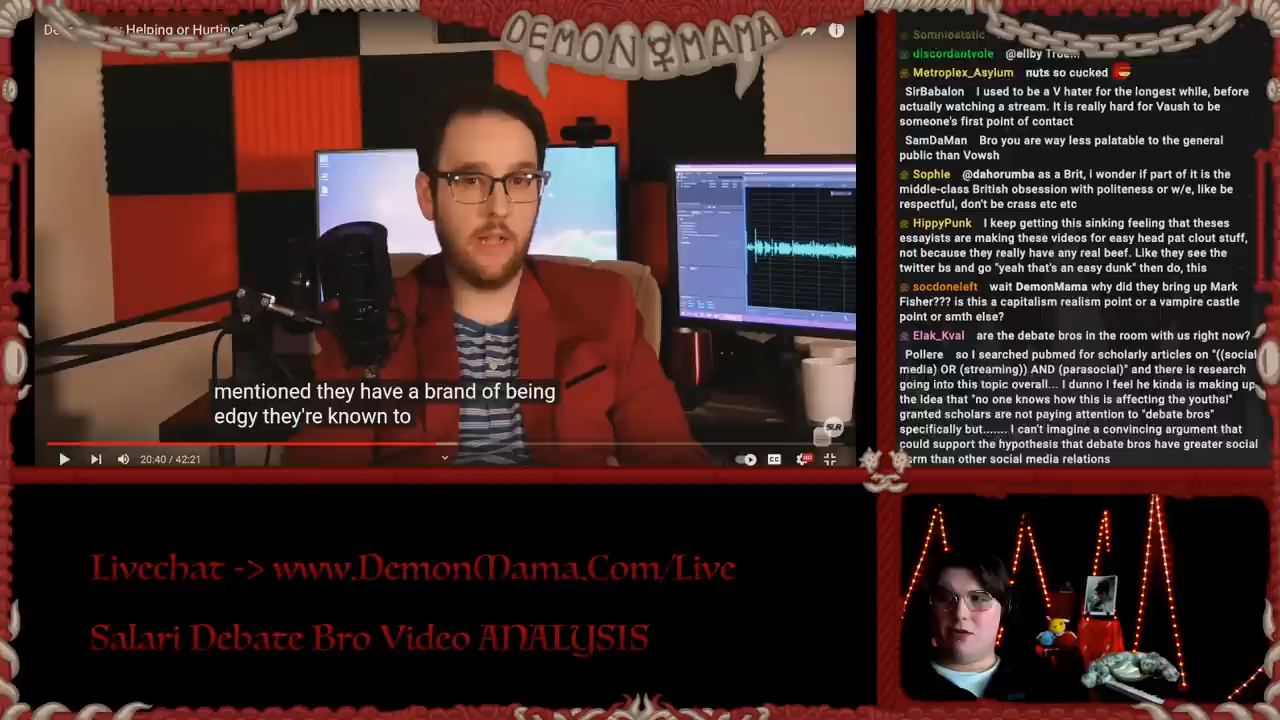 Helping or Hurting?
DEMON MAMA
mentioned they have a brand of being
edgy they're known to
SLR
20:40 / 42:21
CC
HD
Somnieatatic
discordantvole @ellby True...
Metroplex_Asylum nuts so cucked
SirBabalon I used to be a V hater for the longest while, before
actually watching a stream. It is really hard for Vaush to be
someone's first point of contact
SamDaMan Bro you are way less palatable to the general
public than Vowsh
Sophie @dahorumba as a Brit, i wonder if part of it is the
middle-class British obsession with politeness or w/e, like be
respectful, don't be crass etc etc
HippyPunk I keep getting this sinking feeling that theses
essayists are making these videos for easy head pat clout stuff,
not because they really have any real beef. Like they see the
twitter bs and go "yeah that's an easy dunk" then do, this
socdoneleft wait DemonMama why did they bring up Mark
Fisher??? is this a capitalism realism point or a vampire castle
point or smth else?
Elak_Kval are the debate bros in the room with us right now?
Pollere so I searched pubmed for scholarly articles on "((social
media) OR (streaming)) AND (parasocial)" and there is research
going into this topic overall... I dunno I feel he kinda is making up
the idea that "no one knows how this is affecting the youths!"
granted scholars are not paying attention to "debate bros"
specifically but....... I can't imagine a convincing argument that
could support the hypothesis that debate bros have greater social
harm than other social media relations
Livechat -> www.DemonMama.Com/Live
Salari Debate Bro Video ANALYSIS